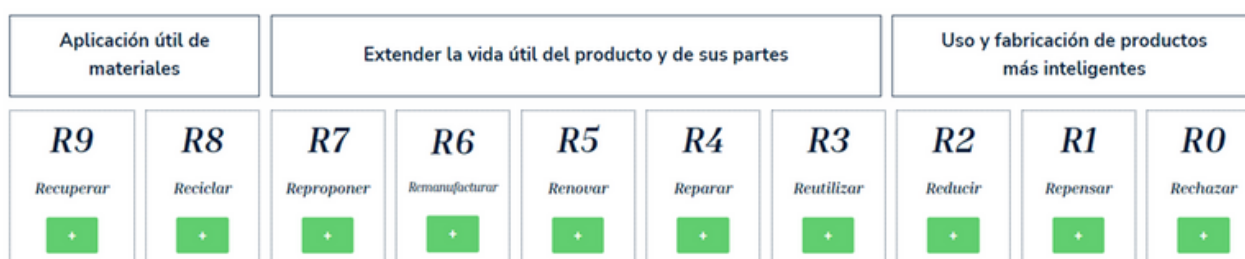 Aplicación útil de
materiales
Extender la vida útil del producto y de sus partes
Uso y fabricación de productos
más inteligentes
R9
Recuperar
+
R8
Reciclar
+
R7
Reproponer
+
R6
Remanufacturar
+
R5
Renovar
+
R4
Reparar
+
R3
Reutilizar
+
R2
Reducir
+
R1
Repensar
+
R0
Rechazar
+